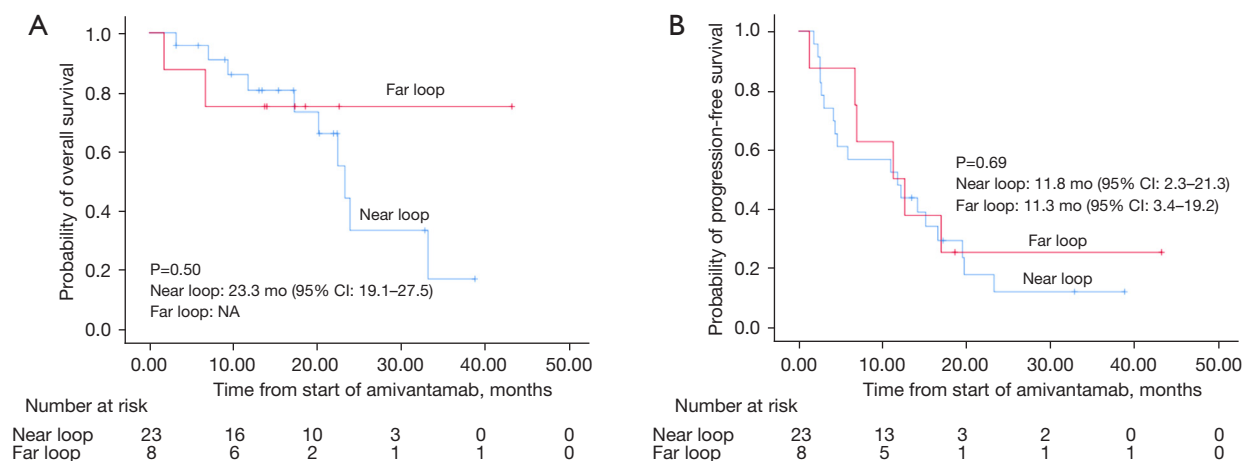 A
Probability of overall survival
1.0
0.8
0.6
0.4
0.2
0.0
Far loop
Near loop
P=0.50
Near loop: 23.3 mo (95% CI: 19.1–27.5)
Far loop: NA
0.00 10.00 20.00 30.00 40.00 50.00
Time from start of amivantamab, months
Number at risk
Near loop 23 16 10 3 0 0
Far loop 8 6 2 1 1 0
B
Probability of progression-free survival
1.0
0.8
0.6
0.4
0.2
0.0
P=0.69
Near loop: 11.8 mo (95% CI: 2.3–21.3)
Far loop: 11.3 mo (95% CI: 3.4–19.2)
Far loop
Near loop
0.00 10.00 20.00 30.00 40.00 50.00
Time from start of amivantamab, months
Number at risk
Near loop 23 13 3 2 0 0
Far loop 8 5 1 1 1 0